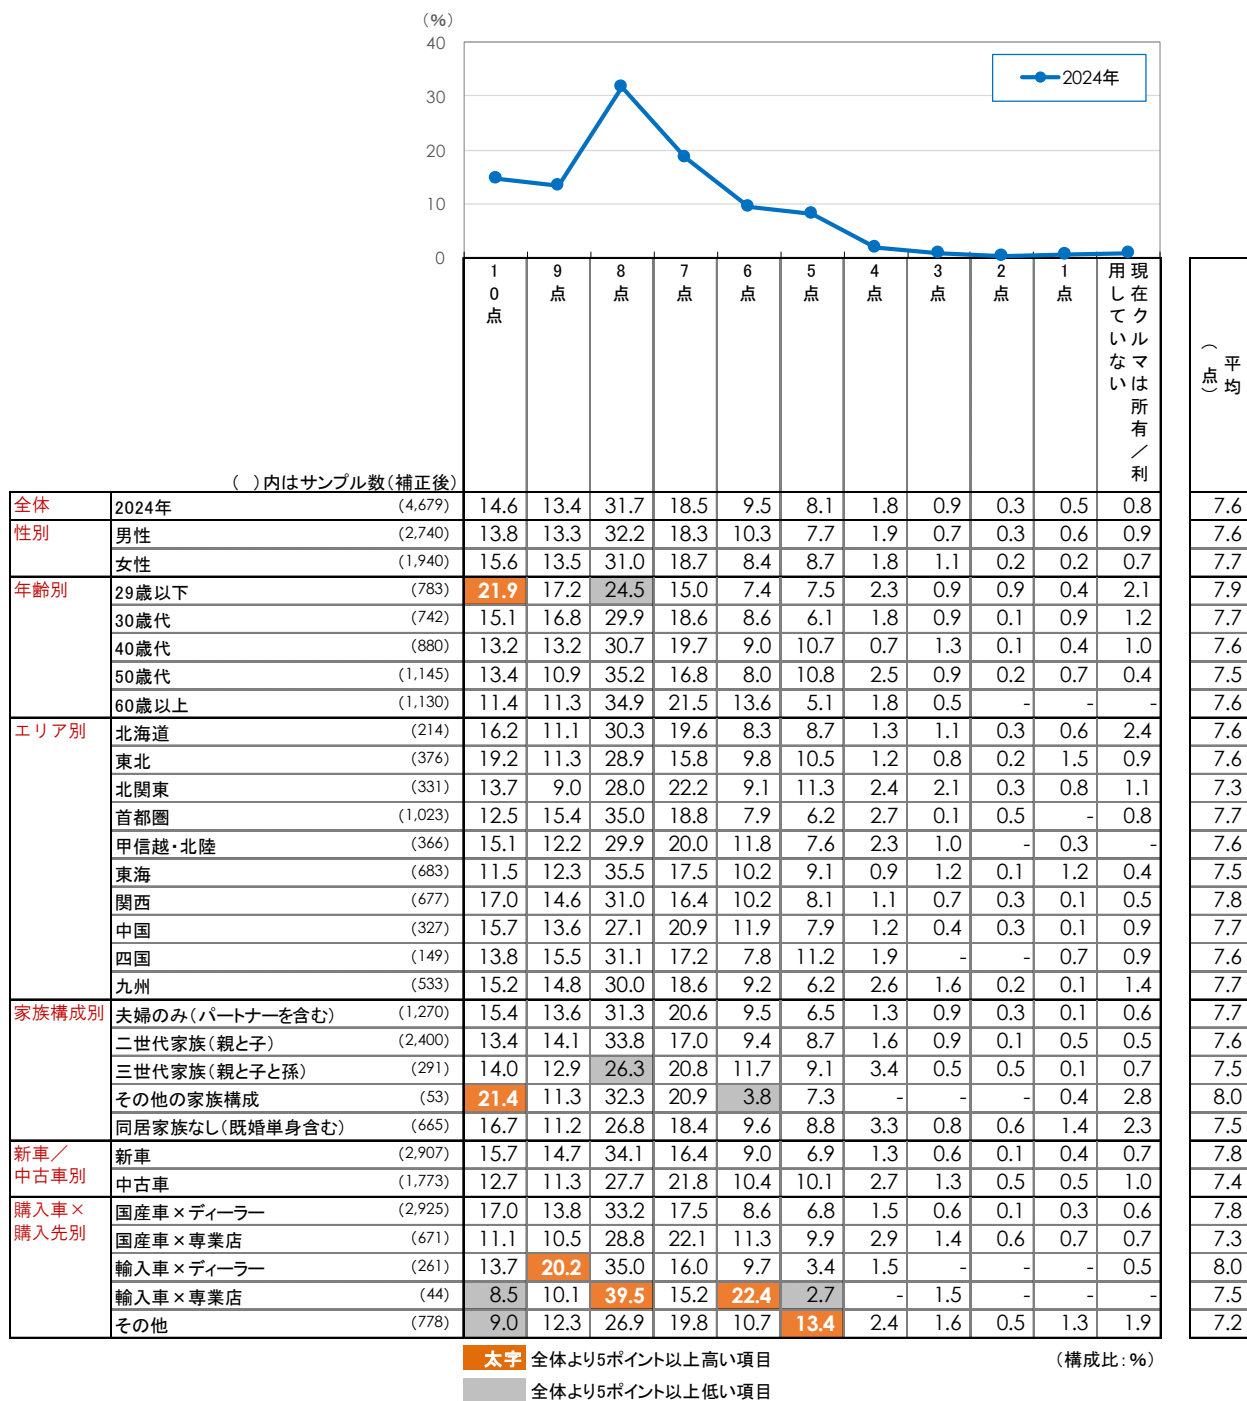 (%)
40
30
20
10
0
2024年
10点
9点
8点
7点
6点
5点
4点
3点
2点
1点
現在クルマは所有／利用していない
平均（点）
( )内はサンプル数(補正後)
全体 2024年 (4,679) 14.6 13.4 31.7 18.5 9.5 8.1 1.8 0.9 0.3 0.5 0.8 7.6
性別 男性 (2,740) 13.8 13.3 32.2 18.3 10.3 7.7 1.9 0.7 0.3 0.6 0.9 7.6
女性 (1,940) 15.6 13.5 31.0 18.7 8.4 8.7 1.8 1.1 0.2 0.2 0.7 7.7
年齢別 29歳以下 (783) 21.9 17.2 24.5 15.0 7.4 7.5 2.3 0.9 0.9 0.4 2.1 7.9
30歳代 (742) 15.1 16.8 29.9 18.6 8.6 6.1 1.8 0.9 0.1 0.9 1.2 7.7
40歳代 (880) 13.2 13.2 30.7 19.7 9.0 10.7 0.7 1.3 0.1 0.4 1.0 7.6
50歳代 (1,145) 13.4 10.9 35.2 16.8 8.0 10.8 2.5 0.9 0.2 0.7 0.4 7.5
60歳以上 (1,130) 11.4 11.3 34.9 21.5 13.6 5.1 1.8 0.5 - - - 7.6
エリア別 北海道 (214) 16.2 11.1 30.3 19.6 8.3 8.7 1.3 1.1 0.3 0.6 2.4 7.6
東北 (376) 19.2 11.3 28.9 15.8 9.8 10.5 1.2 0.8 0.2 1.5 0.9 7.6
北関東 (331) 13.7 9.0 28.0 22.2 9.1 11.3 2.4 2.1 0.3 0.8 1.1 7.3
首都圏 (1,023) 12.5 15.4 35.0 18.8 7.9 6.2 2.7 0.1 0.5 - 0.8 7.7
甲信越・北陸 (366) 15.1 12.2 29.9 20.0 11.8 7.6 2.3 1.0 - 0.3 - 7.6
東海 (683) 11.5 12.3 35.5 17.5 10.2 9.1 0.9 1.2 0.1 1.2 0.4 7.5
関西 (677) 17.0 14.6 31.0 16.4 10.2 8.1 1.1 0.7 0.3 0.1 0.5 7.8
中国 (327) 15.7 13.6 27.1 20.9 11.9 7.9 1.2 0.4 0.3 0.1 0.9 7.7
四国 (149) 13.8 15.5 31.1 17.2 7.8 11.2 1.9 - - 0.7 0.9 7.6
九州 (533) 15.2 14.8 30.0 18.6 9.2 6.2 2.6 1.6 0.2 0.1 1.4 7.7
家族構成別 夫婦のみ(パートナーを含む) (1,270) 15.4 13.6 31.3 20.6 9.5 6.5 1.3 0.9 0.3 0.1 0.6 7.7
二世代家族(親と子) (2,400) 13.4 14.1 33.8 17.0 9.4 8.7 1.6 0.9 0.1 0.5 0.5 7.6
三世代家族(親と子と孫) (291) 14.0 12.9 26.3 20.8 11.7 9.1 3.4 0.5 0.5 0.1 0.7 7.5
その他の家族構成 (53) 21.4 11.3 32.3 20.9 3.8 7.3 - - - 0.4 2.8 8.0
同居家族なし(既婚単身含む) (665) 16.7 11.2 26.8 18.4 9.6 8.8 3.3 0.8 0.6 1.4 2.3 7.5
新車／ 新車 (2,907) 15.7 14.7 34.1 16.4 9.0 6.9 1.3 0.6 0.1 0.4 0.7 7.8
中古車別 中古車 (1,773) 12.7 11.3 27.7 21.8 10.4 10.1 2.7 1.3 0.5 0.5 1.0 7.4
購入車× 国産車×ディーラー (2,925) 17.0 13.8 33.2 17.5 8.6 6.8 1.5 0.6 0.1 0.3 0.6 7.8
購入先別 国産車×専業店 (671) 11.1 10.5 28.8 22.1 11.3 9.9 2.9 1.4 0.6 0.7 0.7 7.3
輸入車×ディーラー (261) 13.7 20.2 35.0 16.0 9.7 3.4 1.5 - - - 0.5 8.0
輸入車×専業店 (44) 8.5 10.1 39.5 15.2 22.4 2.7 - 1.5 - - - 7.5
その他 (778) 9.0 12.3 26.9 19.8 10.7 13.4 2.4 1.6 0.5 1.3 1.9 7.2
太字 全体より5ポイント以上高い項目 (構成比：%)
全体より5ポイント以上低い項目